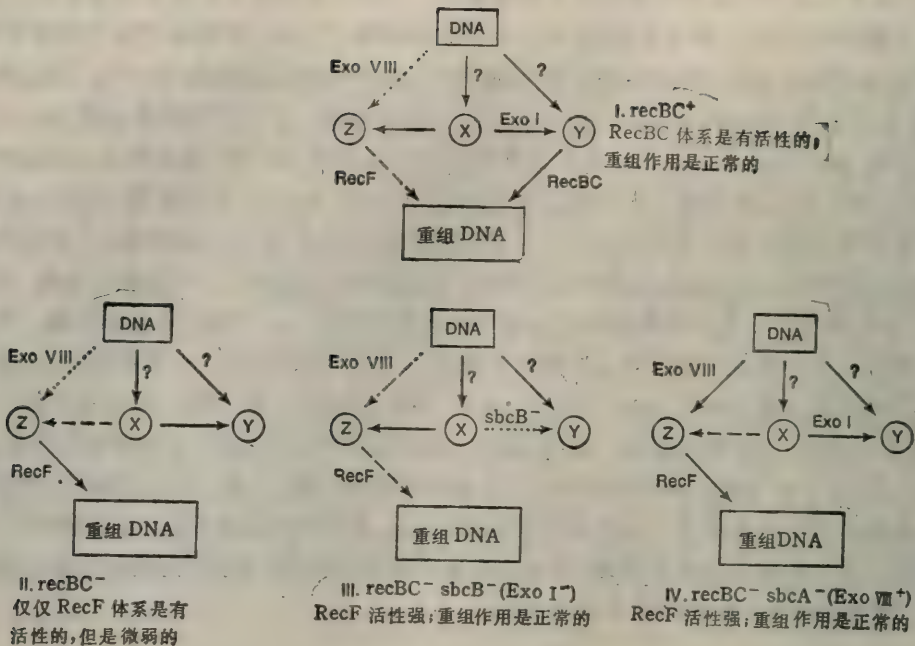 DNA
Exo VIII
?
?
Z
X
Exo I
Y
RecF
RecBC
重组 DNA
I. recBC⁺
RecBC 体系是有活性的，
重组作用是正常的
DNA
Exo VIII
?
?
Z
X
Y
RecF
重组 DNA
II. recBC⁻
仅仅 RecF 体系是有
活性的，但是微弱的
DNA
Exo VIII
?
?
Z
X
sbcB⁻
Y
RecF
重组 DNA
III. recBC⁻ sbcB⁻ (Exo I⁻)
RecF 活性强；重组作用是正常的
DNA
Exo VIII
?
?
Z
X
Exo I
Y
RecF
重组DNA
IV. recBC⁻ sbcA⁻ (Exo Ⅷ⁺)
RecF 活性强；重组作用是正常的